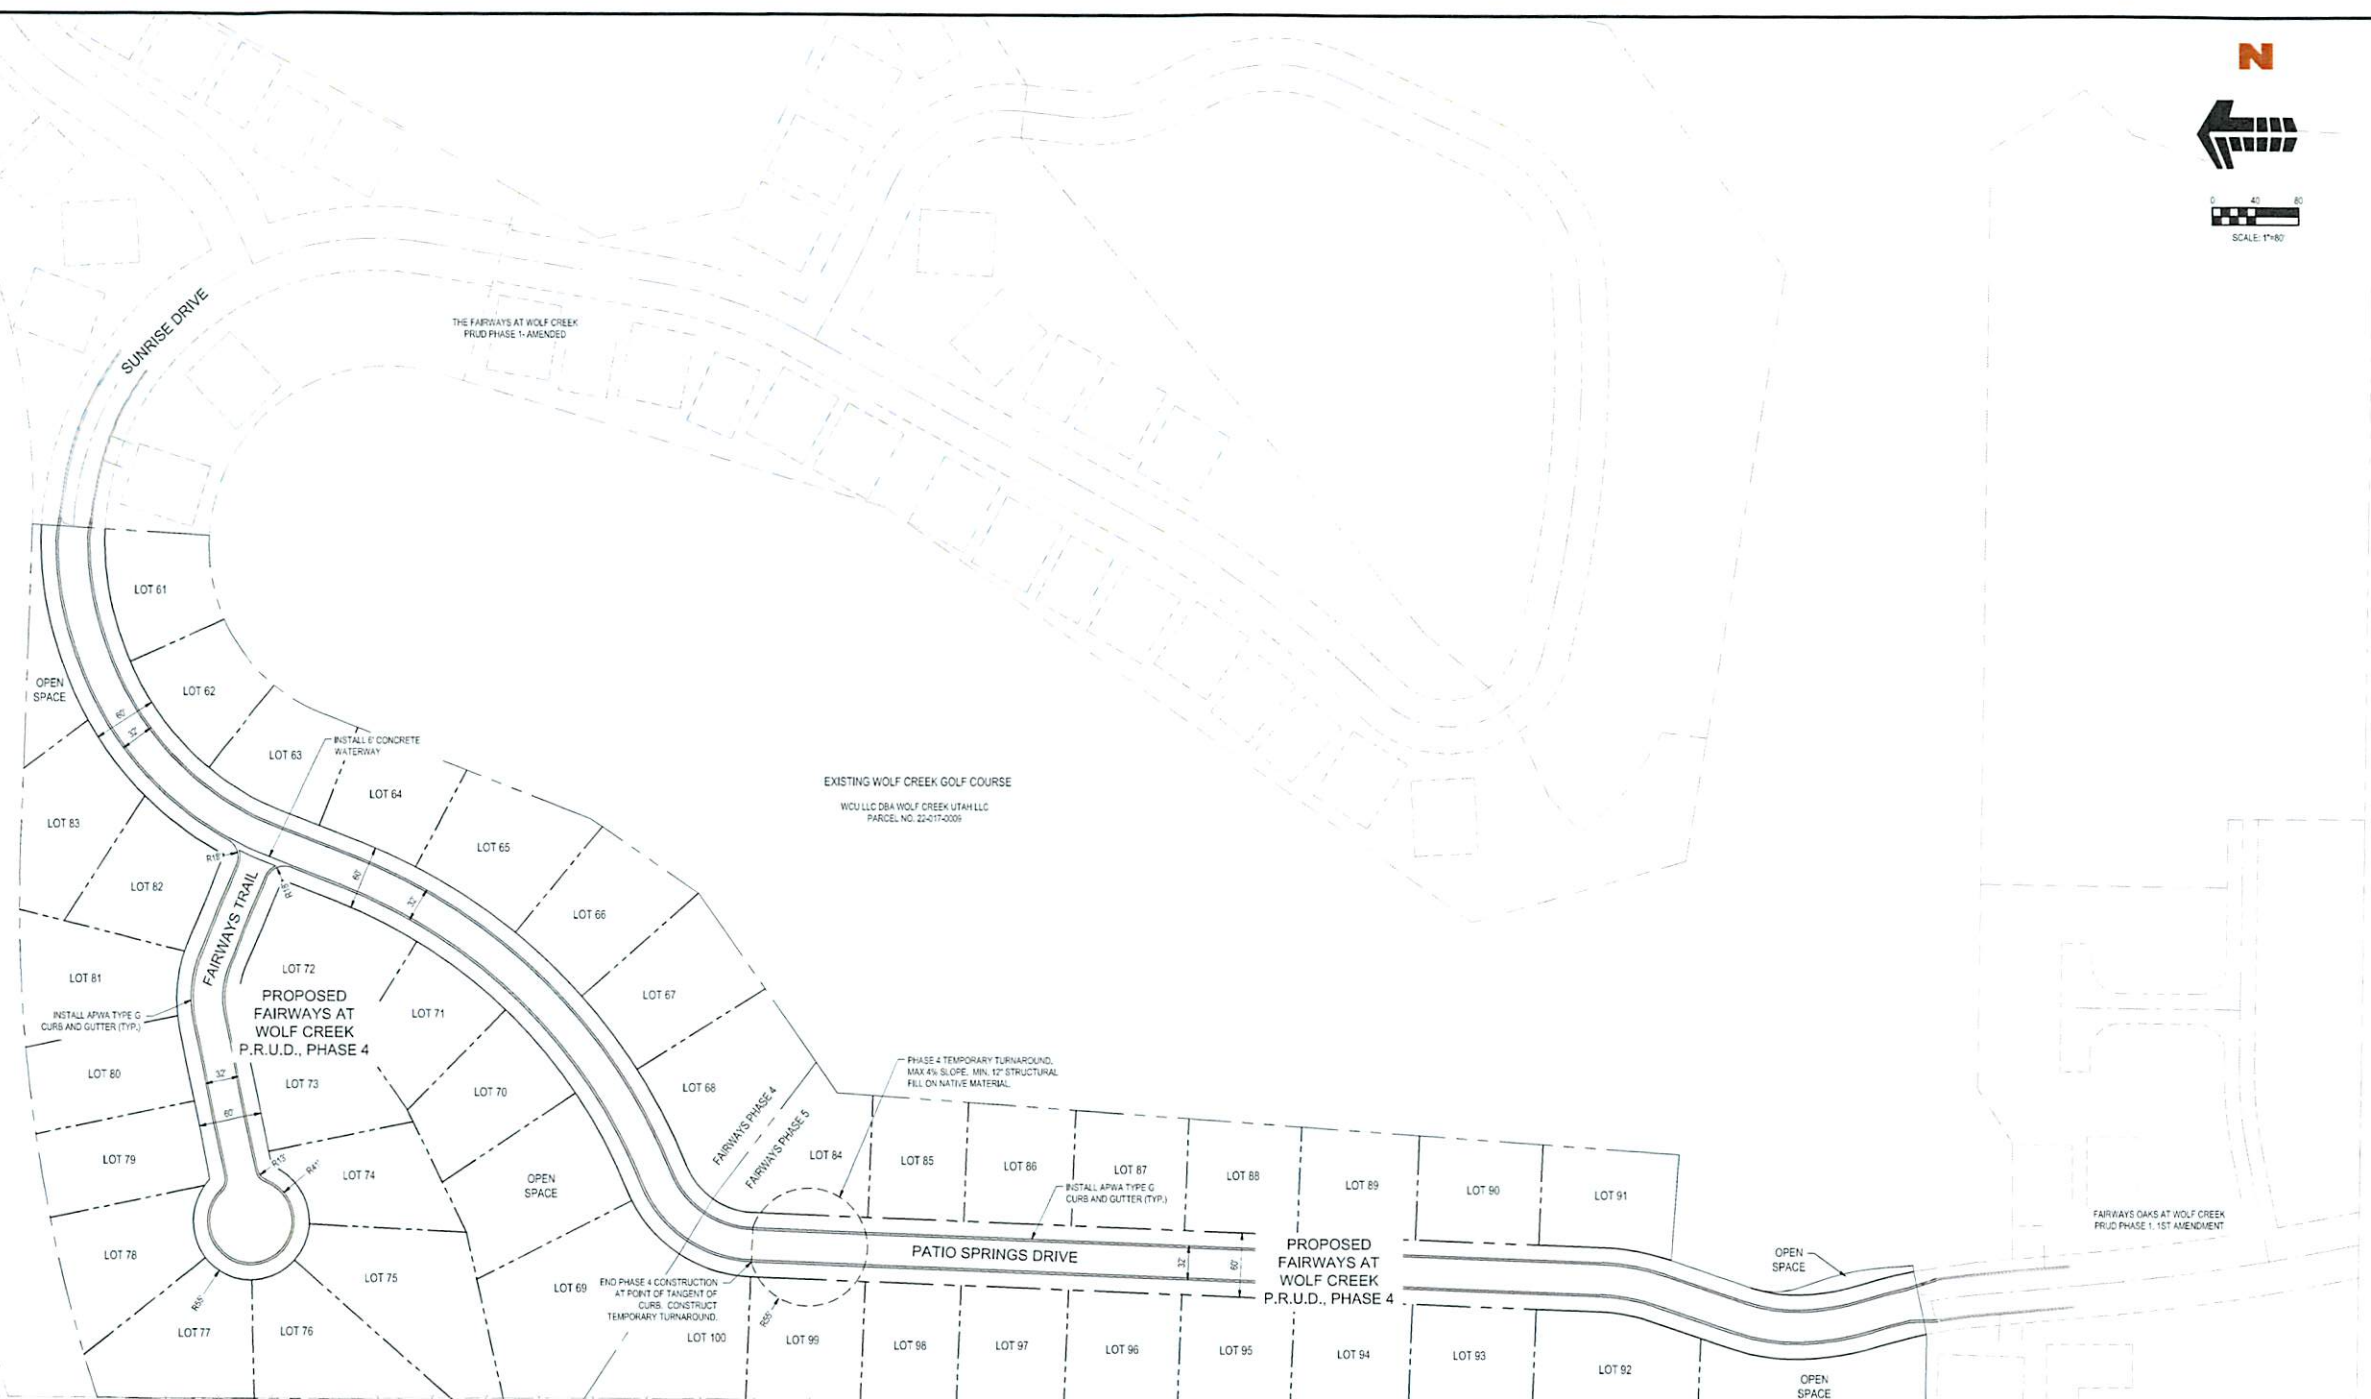 N
0 40 80
SCALE: 1"=80'
SUNRISE DRIVE
THE FAIRWAYS AT WOLF CREEK
PRUD PHASE 1- AMENDED
LOT 61
OPEN
SPACE
LOT 62
60'
32'
LOT 63
INSTALL 6' CONCRETE
WATERWAY
LOT 64
EXISTING WOLF CREEK GOLF COURSE
WCU LLC DBA WOLF CREEK UTAH LLC
PARCEL NO. 22-017-0009
LOT 83
LOT 65
R15'
R15'
LOT 82
60'
32'
FAIRWAYS TRAIL
LOT 66
LOT 81
LOT 72
LOT 67
PROPOSED
FAIRWAYS AT
WOLF CREEK
P.R.U.D., PHASE 4
INSTALL APWA TYPE G
CURB AND GUTTER (TYP.)
LOT 71
LOT 80
32'
LOT 73
LOT 70
LOT 68
PHASE 4 TEMPORARY TURNAROUND.
MAX 4% SLOPE, MIN. 12" STRUCTURAL
FILL ON NATIVE MATERIAL.
60'
FAIRWAYS PHASE 4
FAIRWAYS PHASE 5
LOT 79
R13'
R41'
LOT 74
OPEN
SPACE
LOT 84
LOT 85
LOT 86
LOT 87
LOT 88
LOT 89
LOT 90
LOT 91
INSTALL APWA TYPE G
CURB AND GUTTER (TYP.)
FAIRWAYS OAKS AT WOLF CREEK
PRUD PHASE 1, 1ST AMENDMENT
LOT 78
LOT 75
PATIO SPRINGS DRIVE
32'
60'
PROPOSED
FAIRWAYS AT
WOLF CREEK
P.R.U.D., PHASE 4
OPEN
SPACE
LOT 69
END PHASE 4 CONSTRUCTION
AT POINT OF TANGENT OF
CURB. CONSTRUCT
TEMPORARY TURNAROUND.
R55'
R55'
LOT 77
LOT 76
LOT 100
LOT 99
LOT 98
LOT 97
LOT 96
LOT 95
LOT 94
LOT 93
LOT 92
OPEN
SPACE